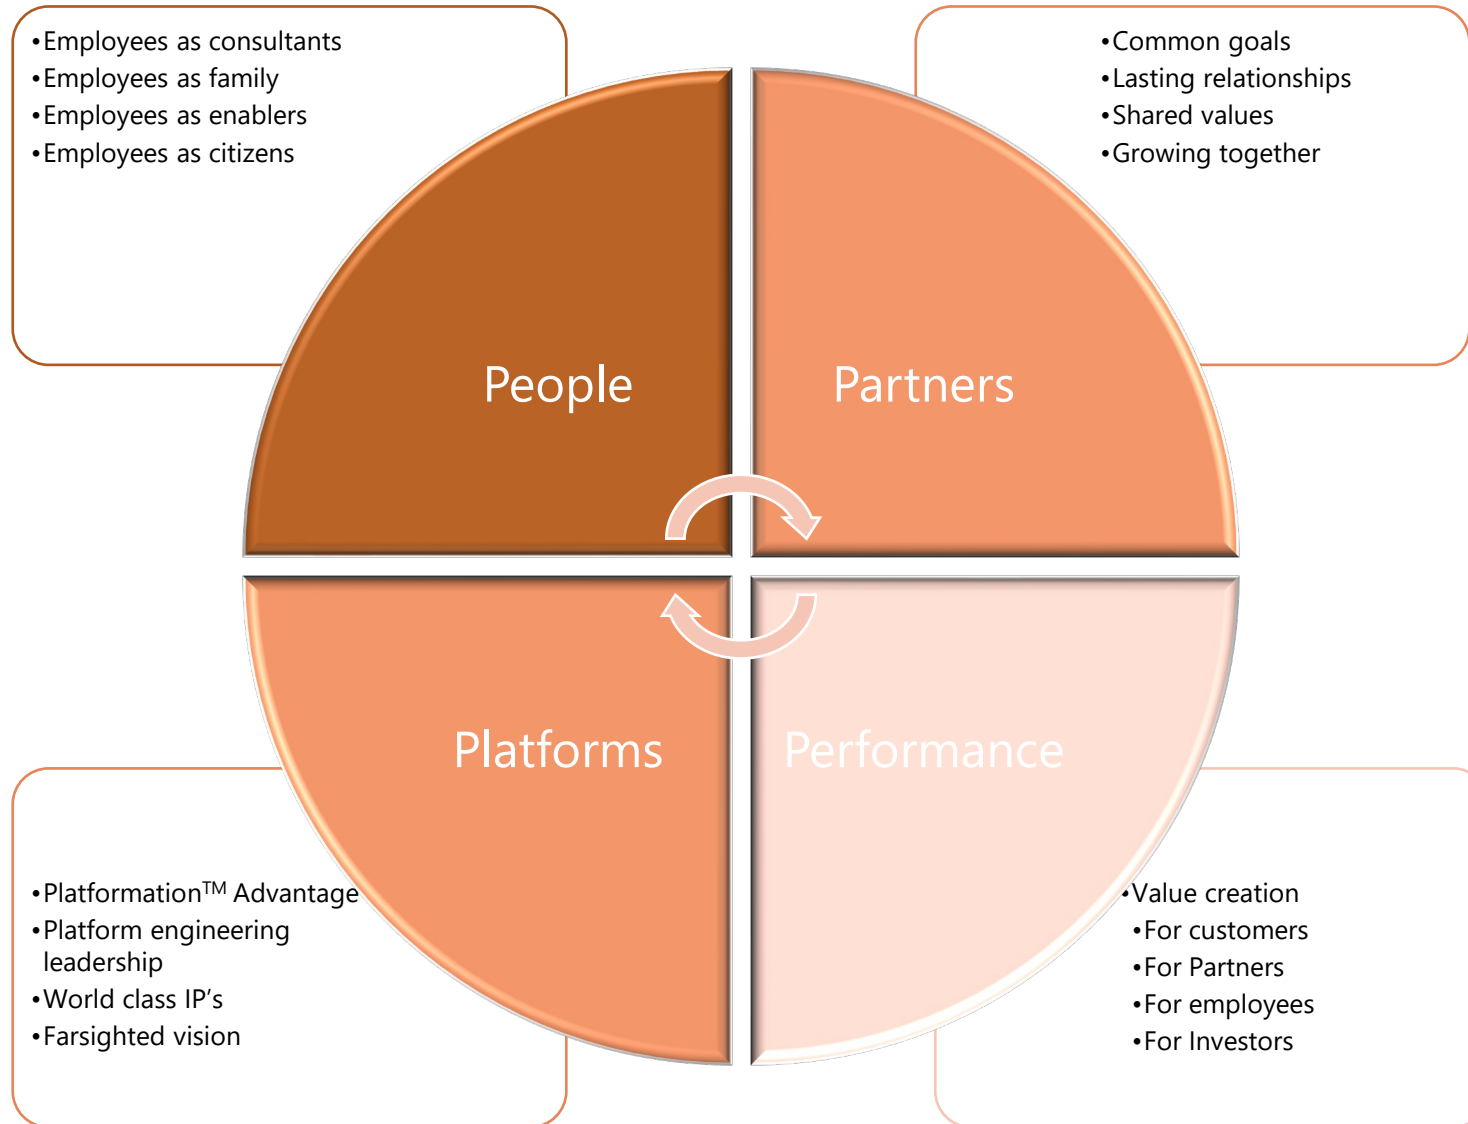 •Employees as consultants
•Employees as family
•Employees as enablers
•Employees as citizens
•Common goals
•Lasting relationships
•Shared values
•Growing together
People
Partners
Platforms
Performance
•Platformation™ Advantage
•Platform engineering
leadership
•World class IP's
•Farsighted vision
•Value creation
•For customers
•For Partners
•For employees
•For Investors